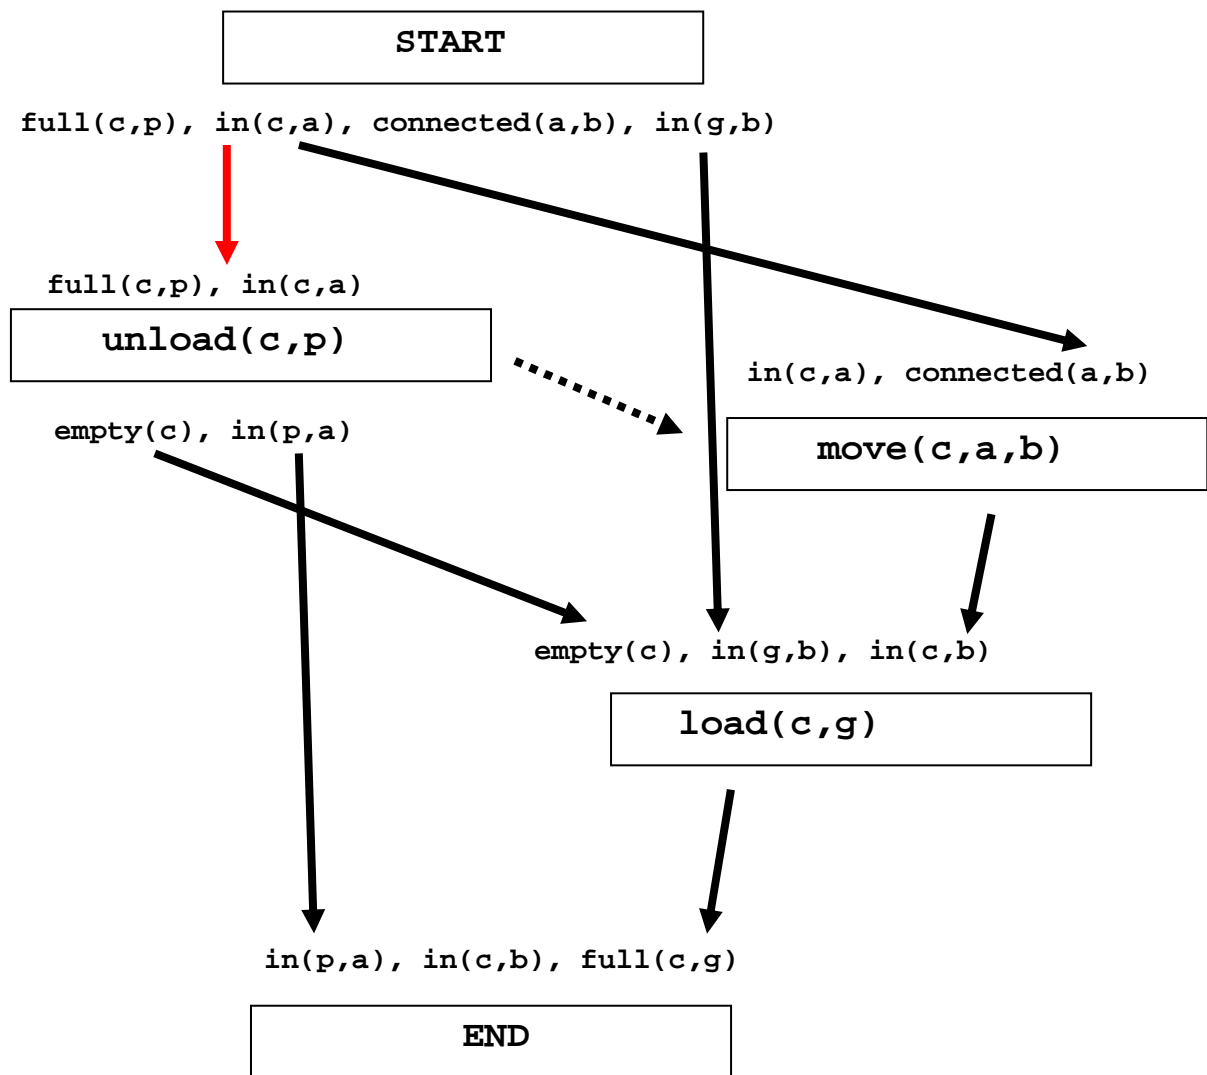 START
full(c,p), in(c,a), connected(a,b), in(g,b)
full(c,p), in(c,a)
unload(c,p)
in(c,a), connected(a,b)
empty(c), in(p,a)
move(c,a,b)
empty(c), in(g,b), in(c,b)
load(c,g)
in(p,a), in(c,b), full(c,g)
END